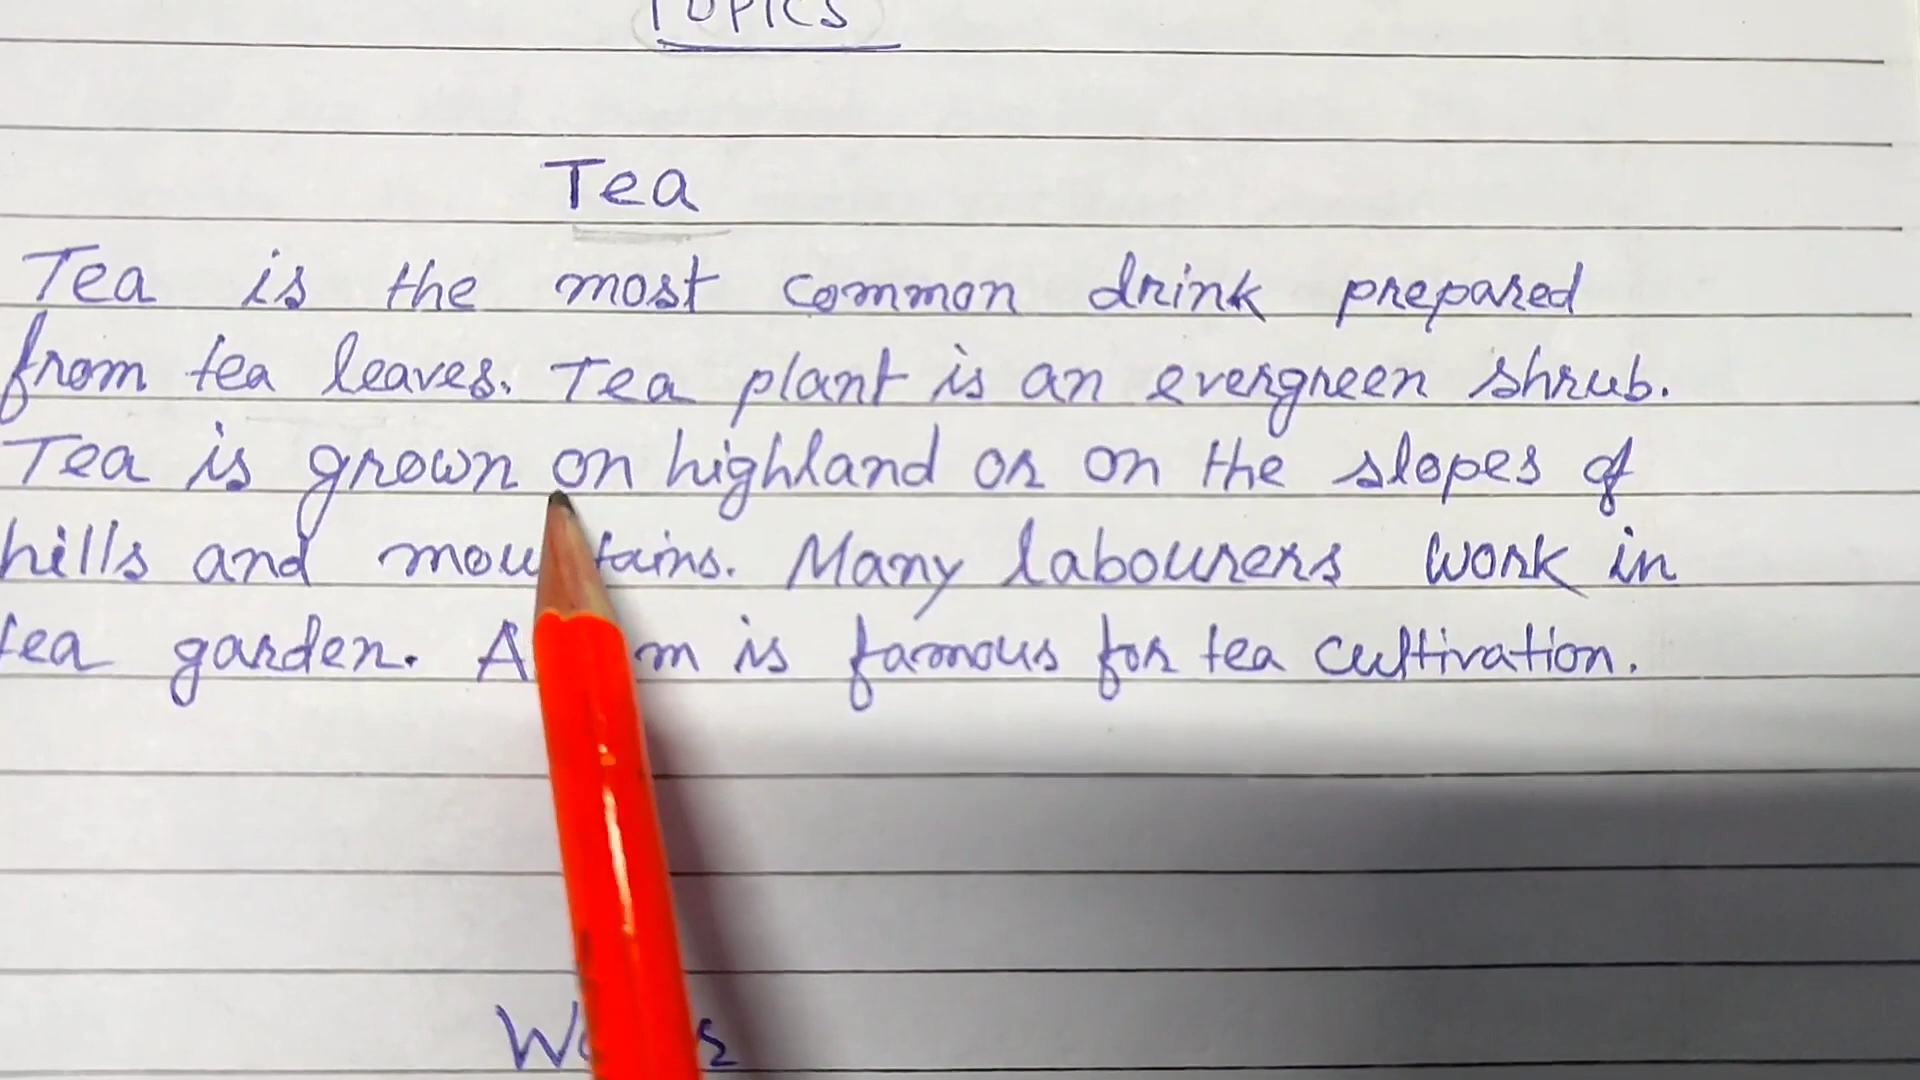 Topics
Tea
Tea is the most common drink prepared
from tea leaves. Tea plant is an evergreen shrub.
Tea is grown on highland or on the slopes of
hills and mountains. Many labourers work in
tea garden. is famous for tea cultivation.